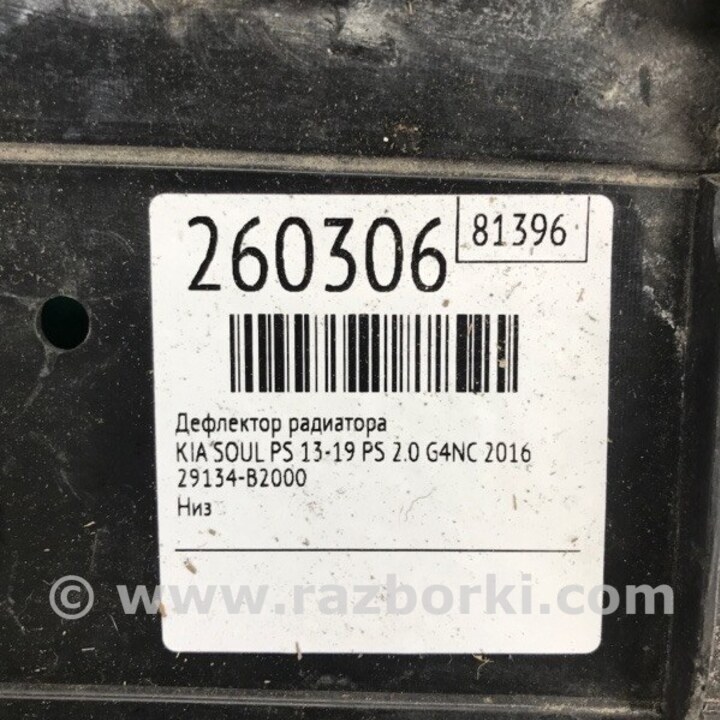 260306
81396
Дефлектор радиатора
KIA SOUL PS 13-19 PS 2.0 G4NC 2016
29134-B2000
Низ
© www.razborki.com